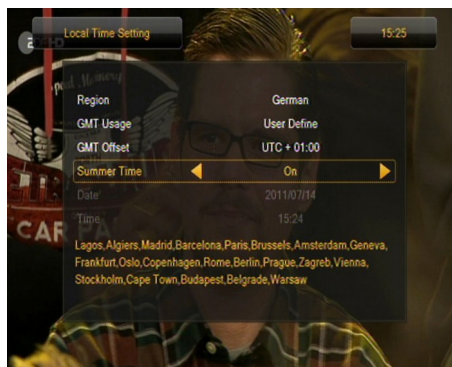 Local Time Setting
15:25
HD
Region German
GMT Usage User Define
GMT Offset UTC + 01:00
Summer Time On
Date 2011/07/14
Time 15:24
Lagos,Algiers,Madrid,Barcelona,Paris,Brussels,Amsterdam,Geneva,
Frankfurt,Oslo,Copenhagen,Rome,Berlin,Prague,Zagreb,Vienna,
Stockholm,Cape Town,Budapest,Belgrade,Warsaw
CAR